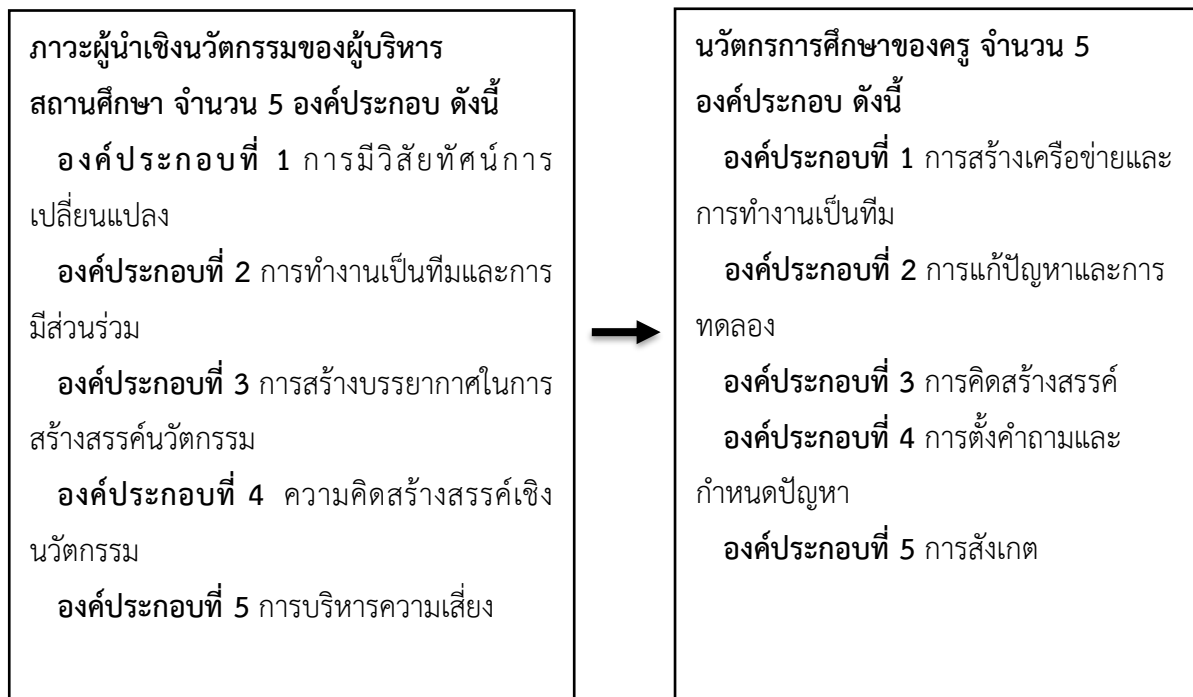 ภาวะผู้นำเชิงนวัตกรรมของผู้บริหาร
สถานศึกษา จำนวน 5 องค์ประกอบ ดังนี้
องค์ประกอบที่ 1 การมีวิสัยทัศน์การ
เปลี่ยนแปลง
องค์ประกอบที่ 2 การทำงานเป็นทีมและการ
มีส่วนร่วม
องค์ประกอบที่ 3 การสร้างบรรยากาศในการ
สร้างสรรค์นวัตกรรม
องค์ประกอบที่ 4 ความคิดสร้างสรรค์เชิง
นวัตกรรม
องค์ประกอบที่ 5 การบริหารความเสี่ยง
นวัตกรการศึกษาของครู จำนวน 5
องค์ประกอบ ดังนี้
องค์ประกอบที่ 1 การสร้างเครือข่ายและ
การทำงานเป็นทีม
องค์ประกอบที่ 2 การแก้ปัญหาและการ
ทดลอง
องค์ประกอบที่ 3 การคิดสร้างสรรค์
องค์ประกอบที่ 4 การตั้งคำถามและ
กำหนดปัญหา
องค์ประกอบที่ 5 การสังเกต